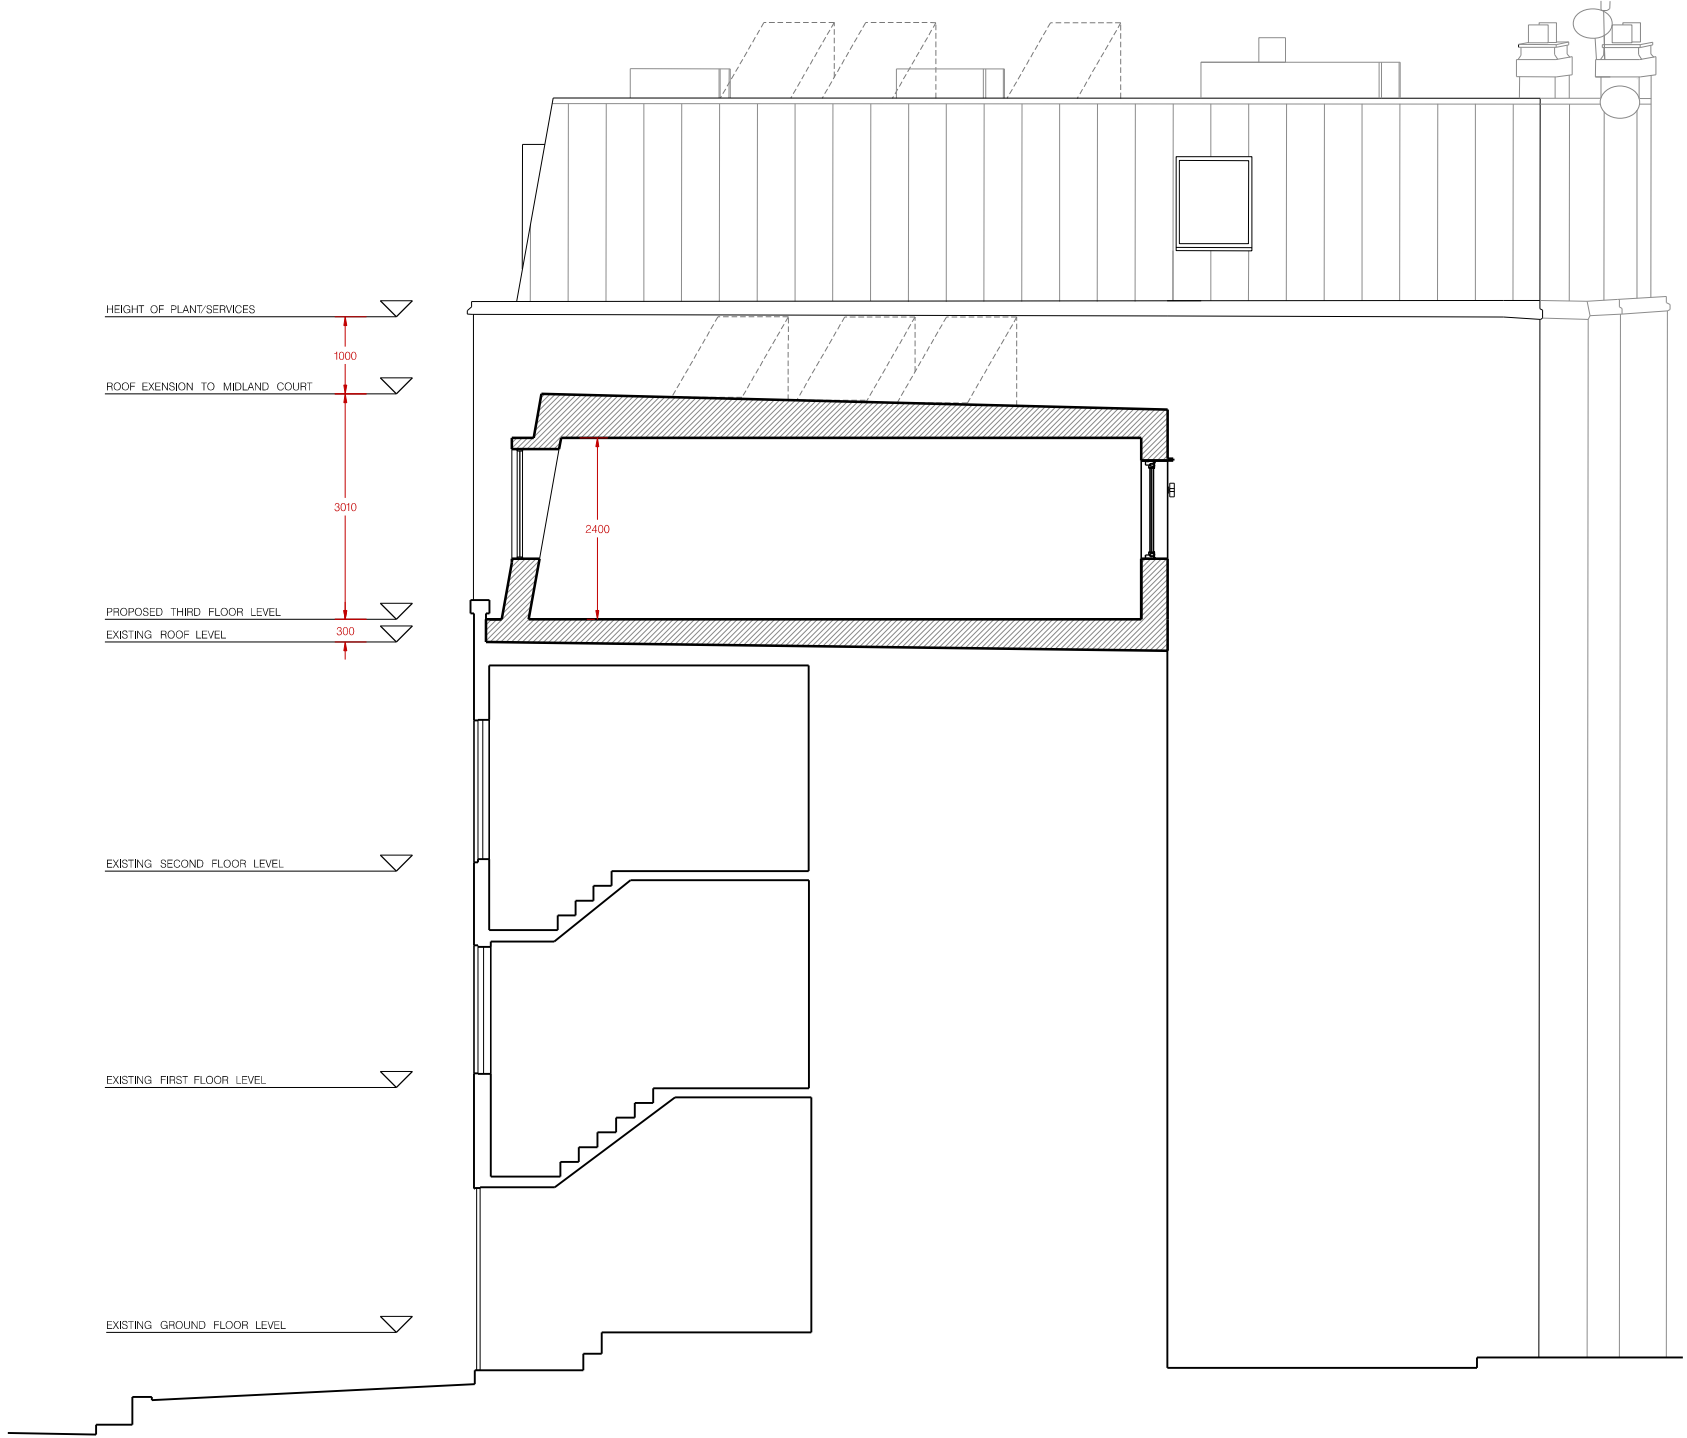 HEIGHT OF PLANT/SERVICES
1000
ROOF EXENSION TO MIDLAND COURT
3010
2400
PROPOSED THIRD FLOOR LEVEL
300
EXISTING ROOF LEVEL
EXISTING SECOND FLOOR LEVEL
EXISTING FIRST FLOOR LEVEL
EXISTING GROUND FLOOR LEVEL